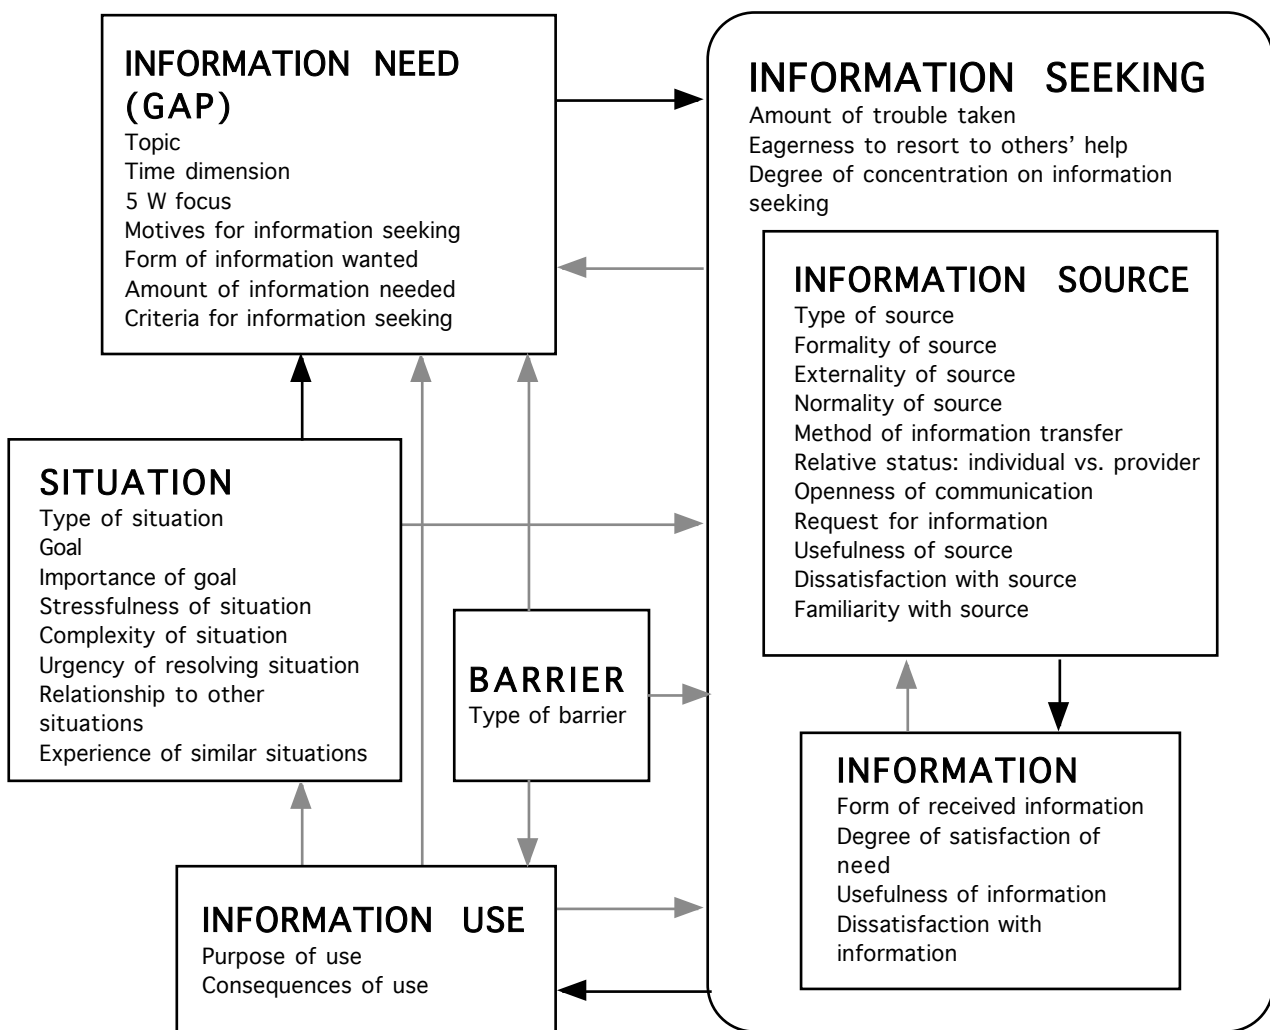 INFORMATION NEED
(GAP)
Topic
Time dimension
5 W focus
Motives for information seeking
Form of information wanted
Amount of information needed
Criteria for information seeking
INFORMATION SEEKING
Amount of trouble taken
Eagerness to resort to others’ help
Degree of concentration on information
seeking
INFORMATION SOURCE
Type of source
Formality of source
Externality of source
Normality of source
Method of information transfer
Relative status: individual vs. provider
Openness of communication
Request for information
Usefulness of source
Dissatisfaction with source
Familiarity with source
SITUATION
Type of situation
Goal
Importance of goal
Stressfulness of situation
Complexity of situation
Urgency of resolving situation
Relationship to other
situations
Experience of similar situations
BARRIER
Type of barrier
INFORMATION
Form of received information
Degree of satisfaction of
need
Usefulness of information
Dissatisfaction with
information
INFORMATION USE
Purpose of use
Consequences of use